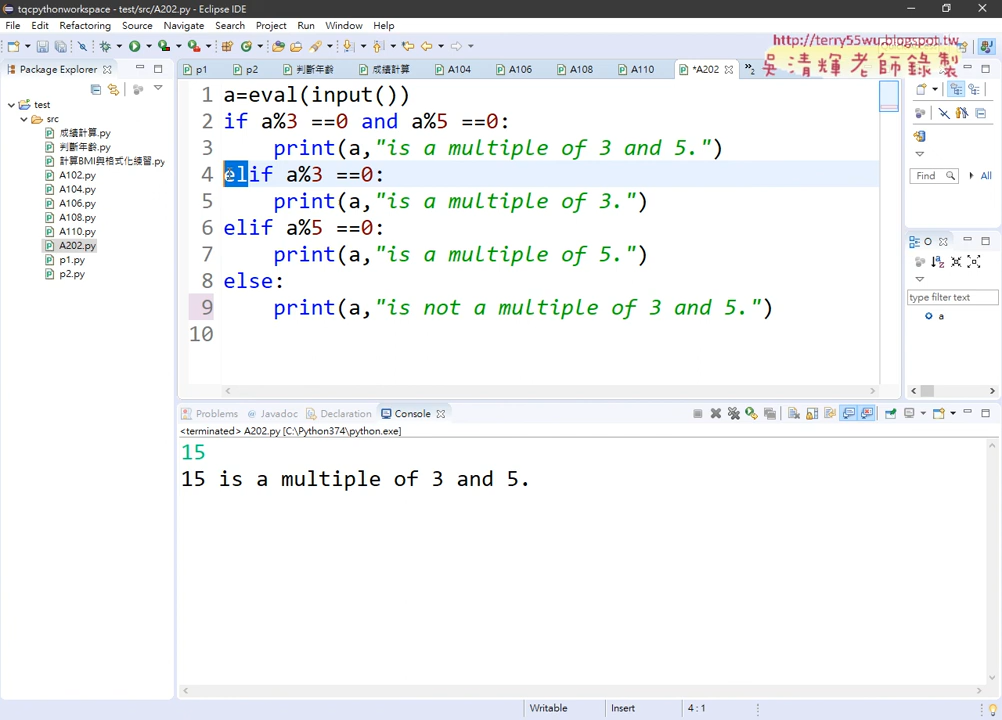 tqcpythonworkspace - test/src/A202.py - Eclipse IDE
File Edit Refactoring Source Navigate Search Project Run Window Help
http://terry55wu.blogspot.tw
吳清輝老師錄製
Package Explorer
p1 p2 判斷年齡 成績計算 A104 A106 A108 A110 *A202 »2
test
src
成績計算.py
判斷年齡.py
計算BMI與格式化練習.py
A102.py
A104.py
A106.py
A108.py
A110.py
A202.py
p1.py
p2.py
1 a=eval(input())
2 if a%3 ==0 and a%5 ==0:
3 print(a,"is a multiple of 3 and 5.")
4 elif a%3 ==0:
5 print(a,"is a multiple of 3.")
6 elif a%5 ==0:
7 print(a,"is a multiple of 5.")
8 else:
9 print(a,"is not a multiple of 3 and 5.")
10
Find All
O
type filter text
a
Problems Javadoc Declaration Console
<terminated> A202.py [C:\Python374\python.exe]
15
15 is a multiple of 3 and 5.
Writable Insert 4 : 1